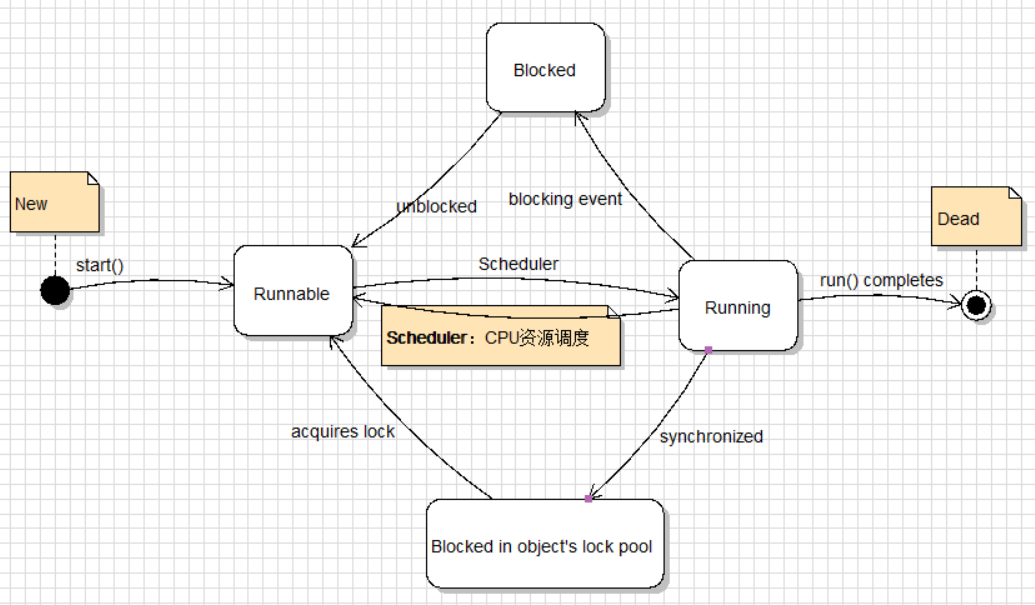 Blocked
New
unblocked
blocking event
Dead
start()
Scheduler
run() completes
Runnable
Running
Scheduler：CPU资源调度
acquires lock
synchronized
Blocked in object's lock pool